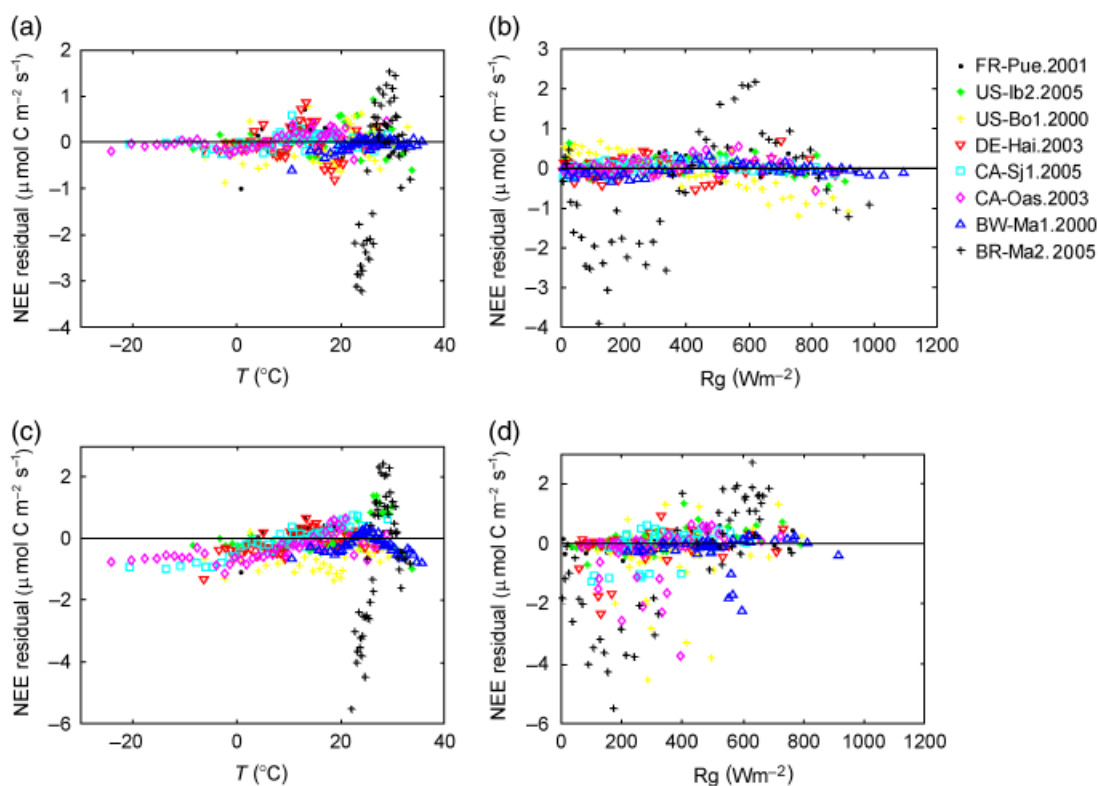 (a)
2
1
0
−1
−2
−3
−4
−20 0 20 40
NEE residual (μmol C m−2 s−1)
T (°C)
(b)
3
2
1
0
−1
−2
−3
−4
0 200 400 600 800 1000 1200
NEE residual (μmol C m−2 s−1)
Rg (Wm−2)
FR-Pue.2001
US-Ib2.2005
US-Bo1.2000
DE-Hai.2003
CA-Sj1.2005
CA-Oas.2003
BW-Ma1.2000
BR-Ma2. 2005
(c)
2
0
−2
−4
−6
−20 0 20 40
NEE residual (μmol C m−2 s−1)
T (°C)
(d)
2
0
−2
−4
−6
0 200 400 600 800 1000 1200
NEE residual (μmol C m−2 s−1)
Rg (Wm−2)